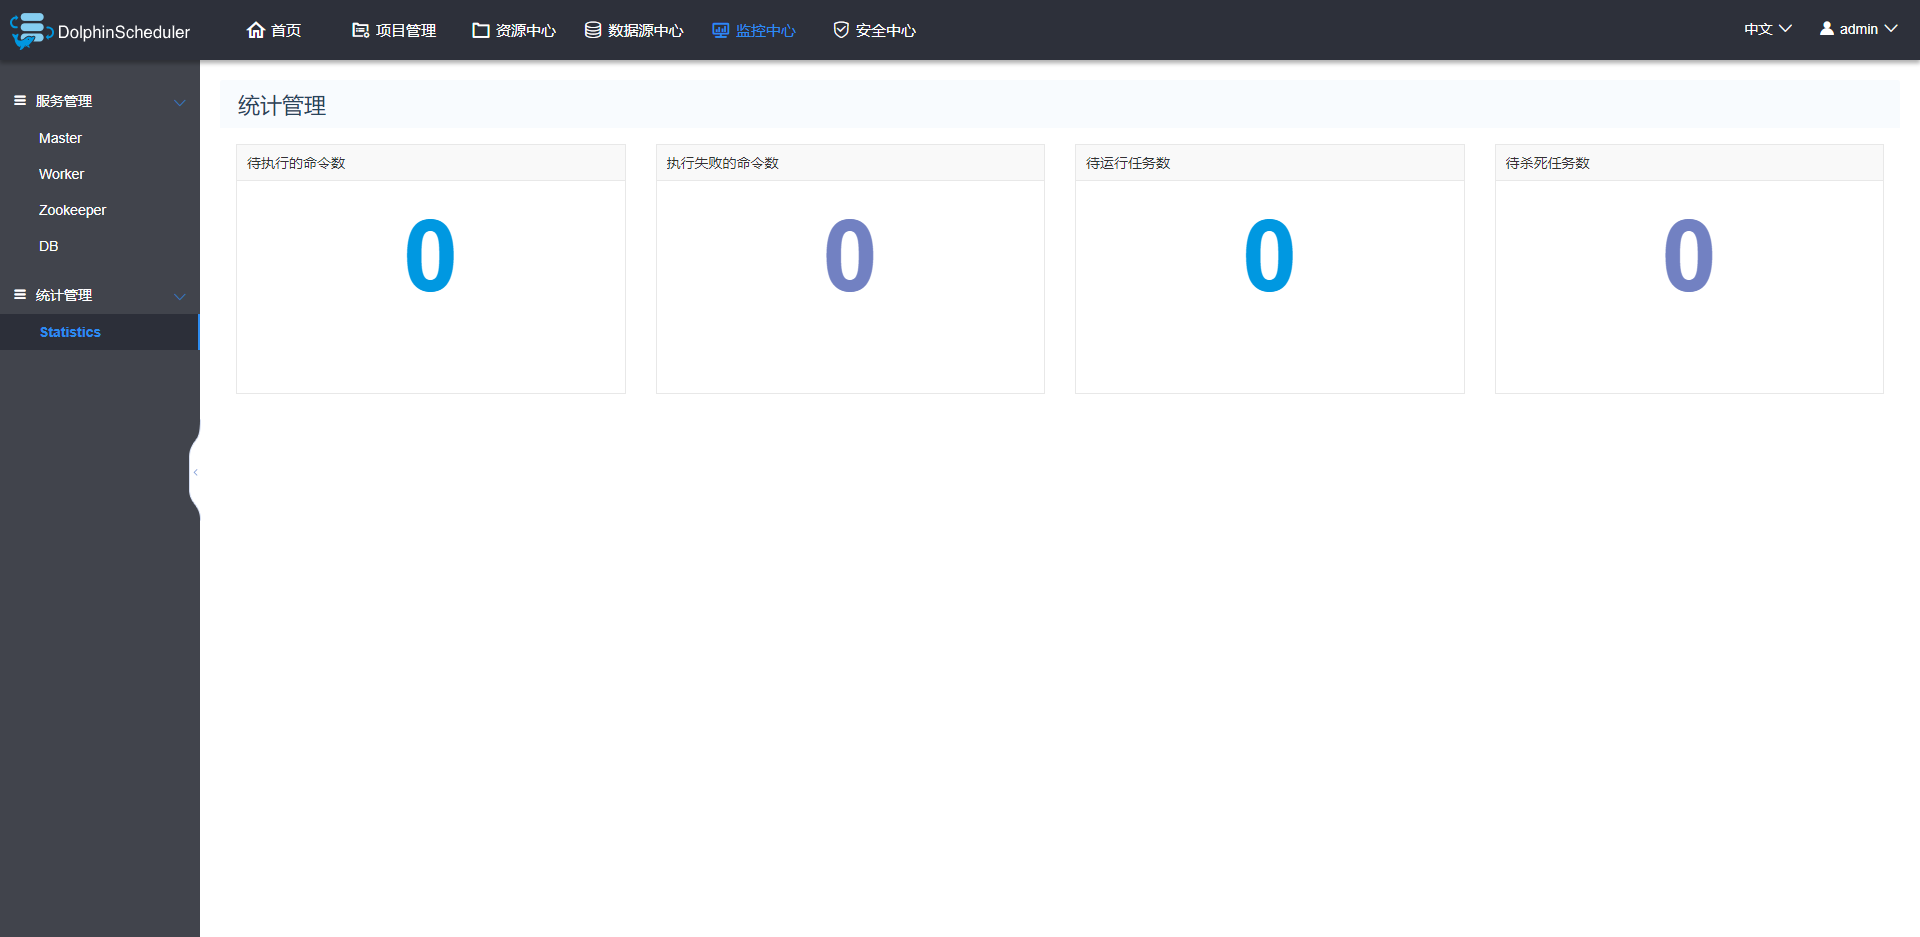 DolphinScheduler
首页
项目管理
资源中心
数据源中心
监控中心
安全中心
中文
admin
服务管理
Master
Worker
Zookeeper
DB
统计管理
Statistics
统计管理
待执行的命令数
0
执行失败的命令数
0
待运行任务数
0
待杀死任务数
0